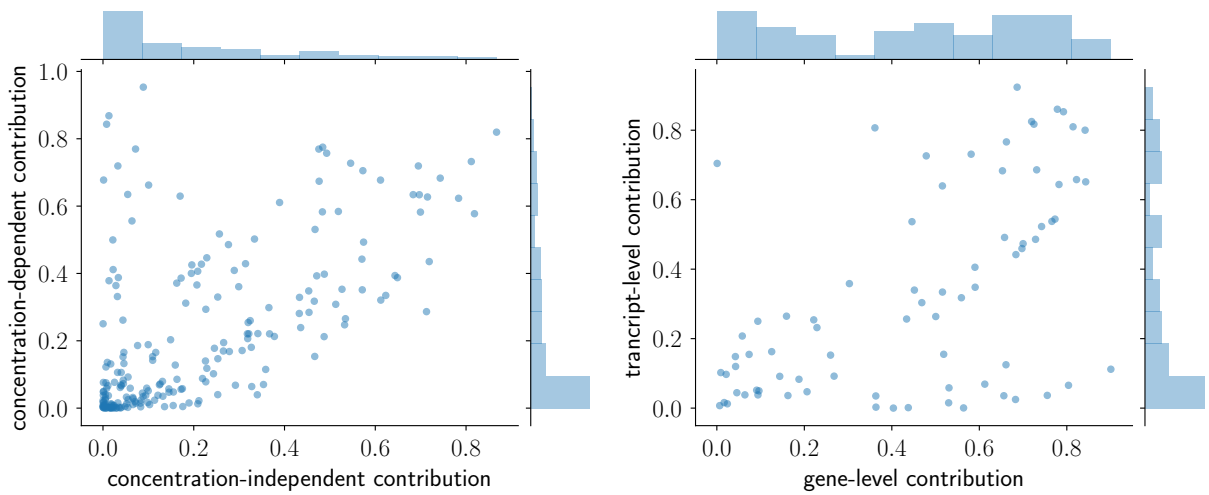 concentration-dependent contribution
1.0
0.8
0.6
0.4
0.2
0.0
0.0 0.2 0.4 0.6 0.8
concentration-independent contribution
trancript-level contribution
0.8
0.6
0.4
0.2
0.0
0.0 0.2 0.4 0.6 0.8
gene-level contribution